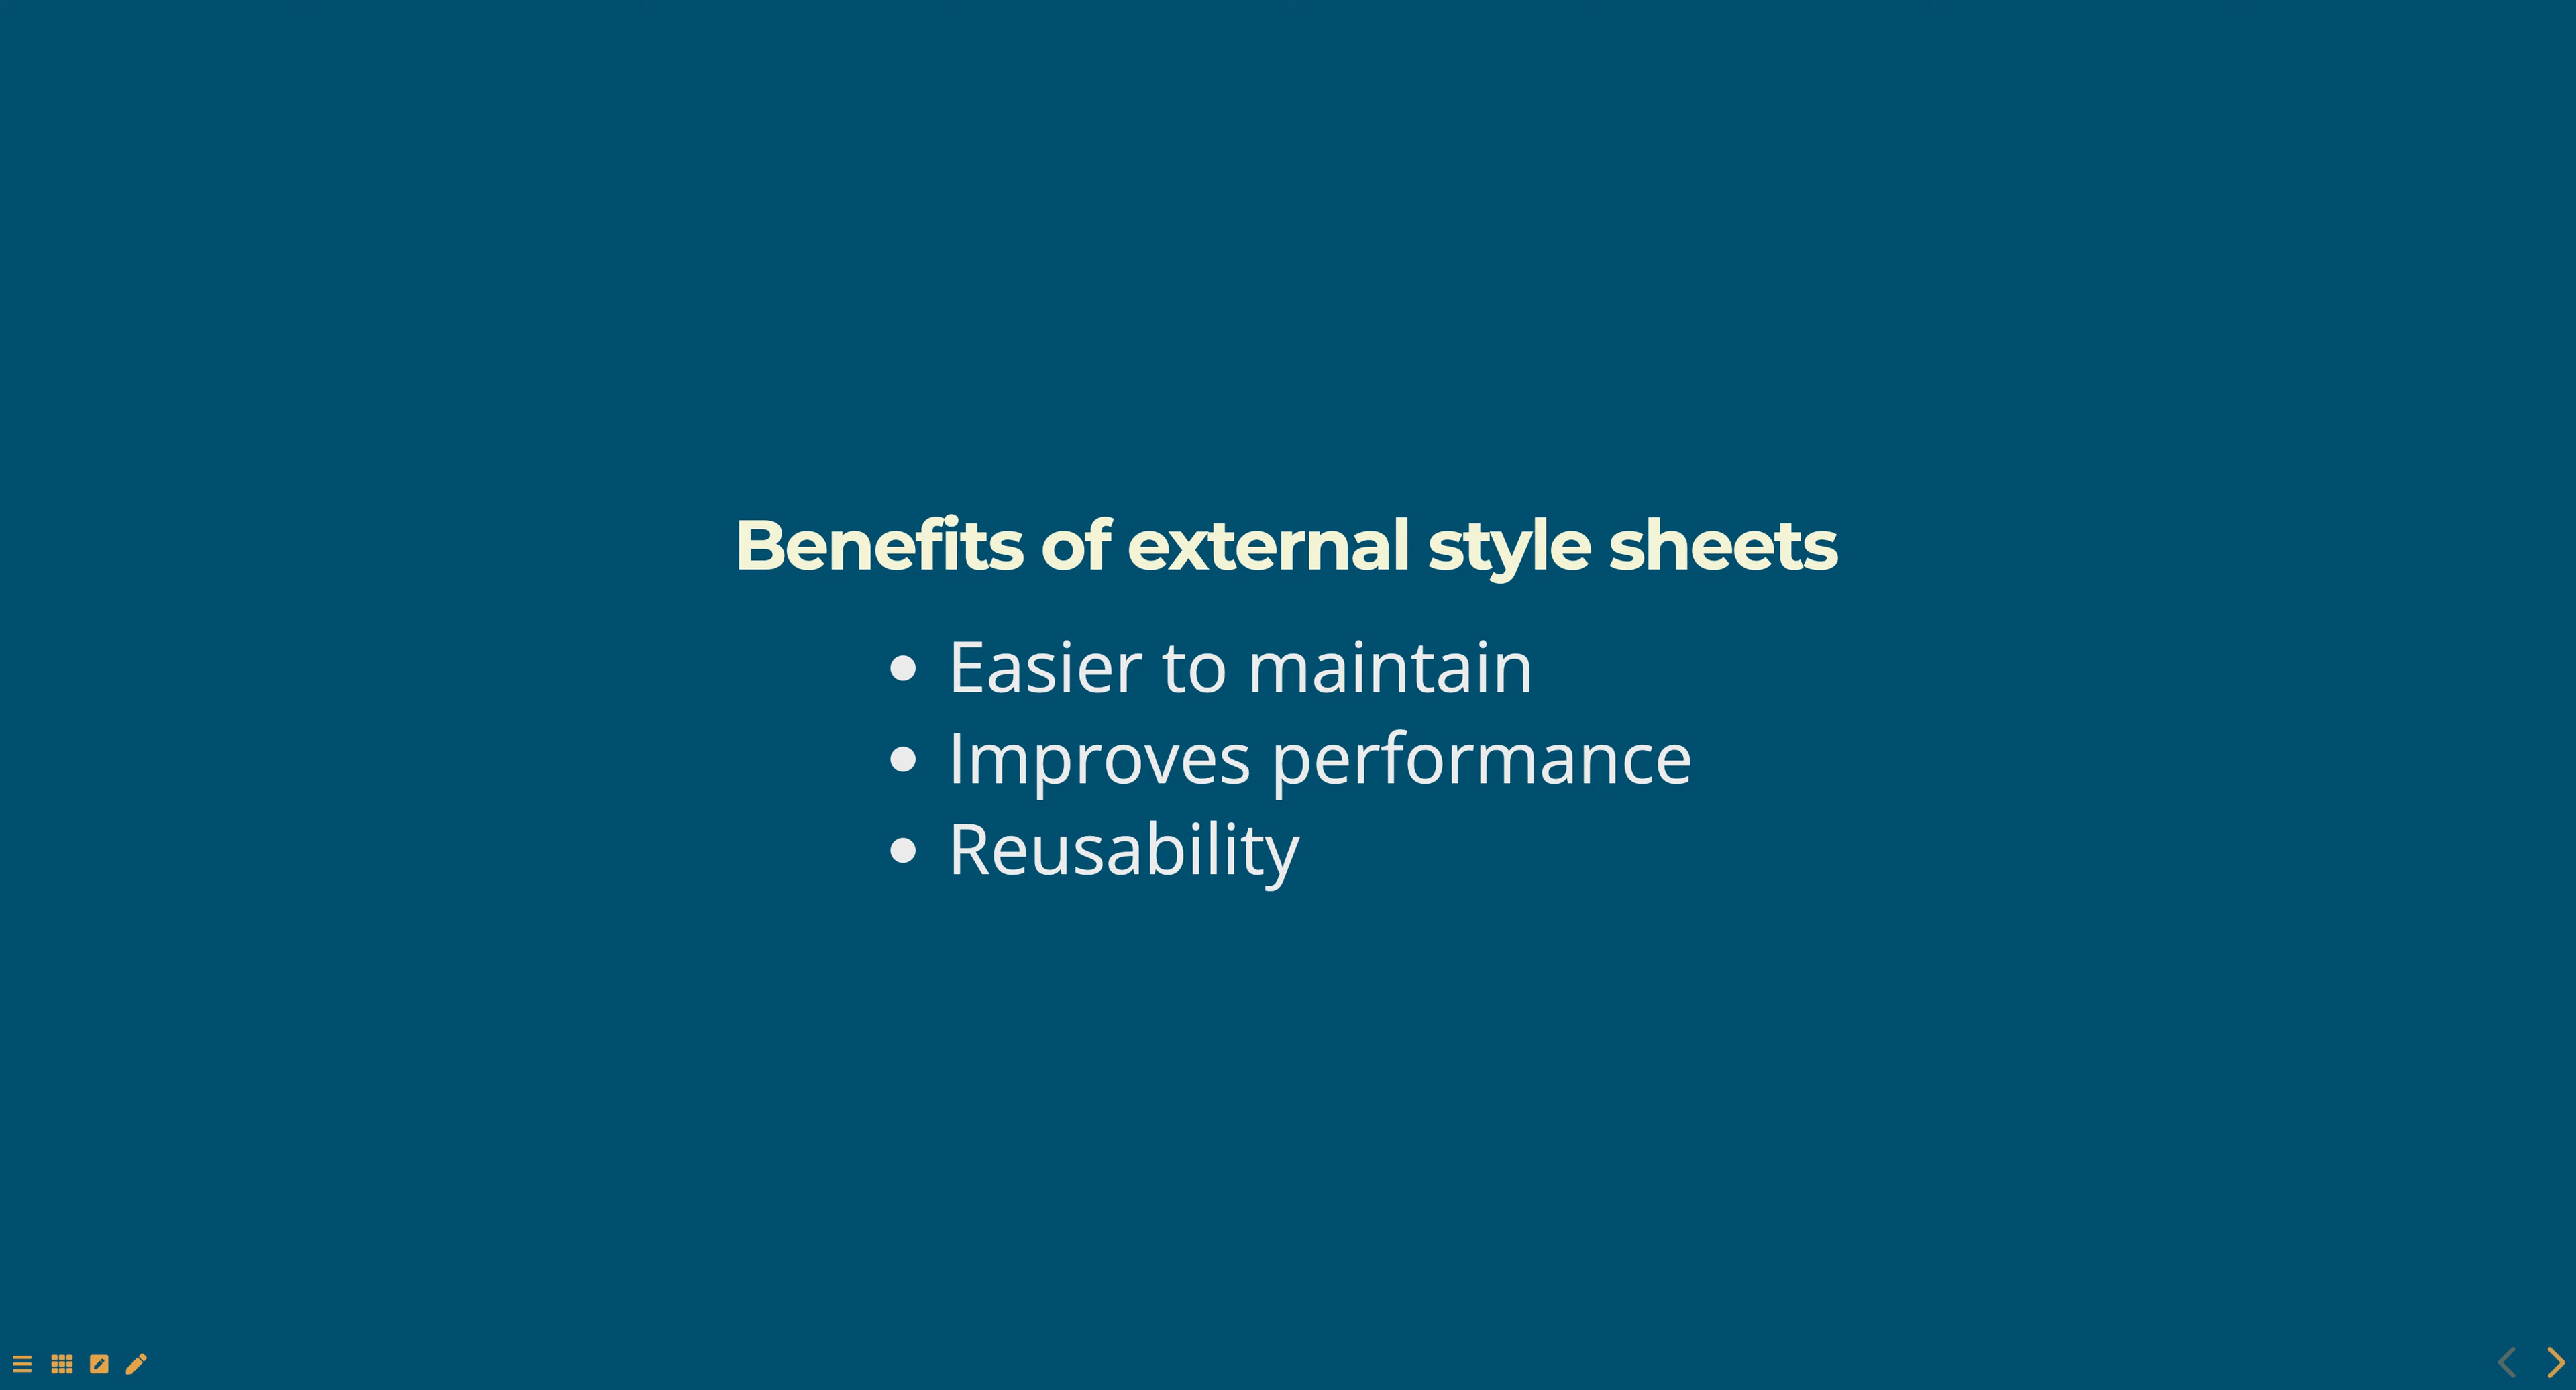 Benefits of external style sheets
Easier to maintain
Improves performance
Reusability